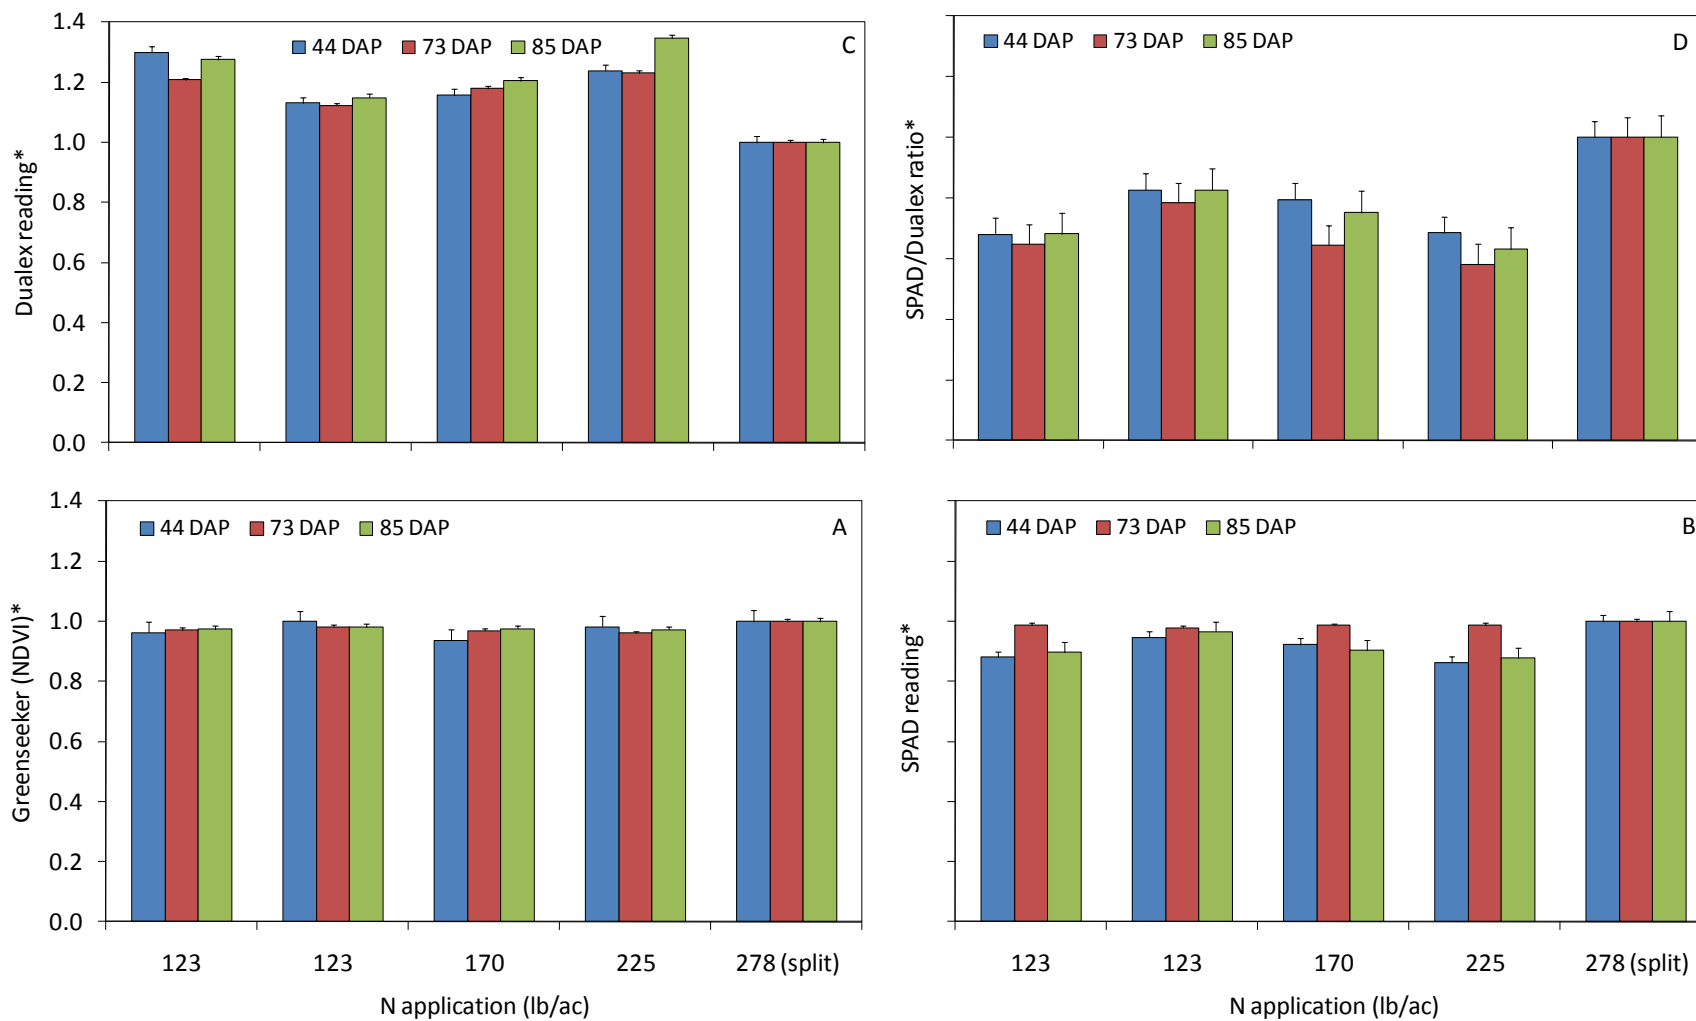 1.4
1.2
1.0
0.8
0.6
0.4
0.2
0.0
Dualex reading*
44 DAP 73 DAP 85 DAP
C
SPAD/Dualex ratio*
44 DAP 73 DAP 85 DAP
D
1.4
1.2
1.0
0.8
0.6
0.4
0.2
0.0
Greenseeker (NDVI)*
44 DAP 73 DAP 85 DAP
A
123 123 170 225 278 (split)
N application (lb/ac)
SPAD reading*
44 DAP 73 DAP 85 DAP
B
123 123 170 225 278 (split)
N application (lb/ac)